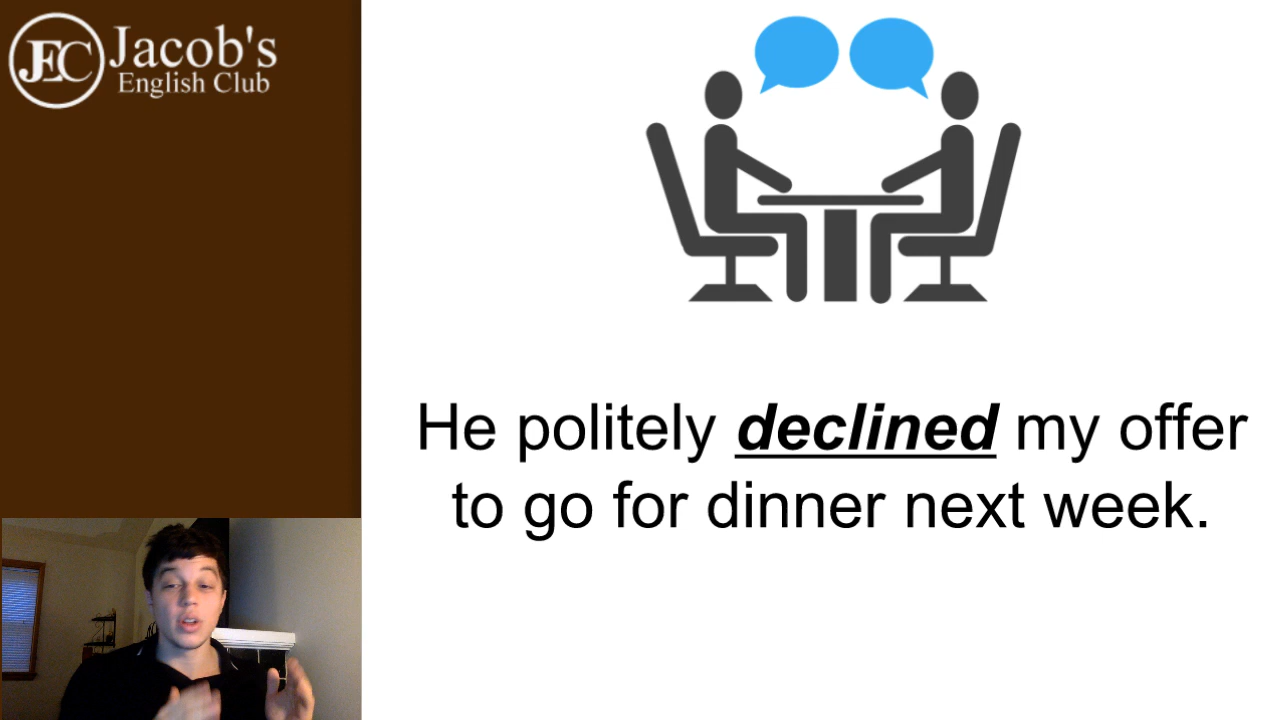 JEC
Jacob's
English Club
He politely declined my offer
to go for dinner next week.